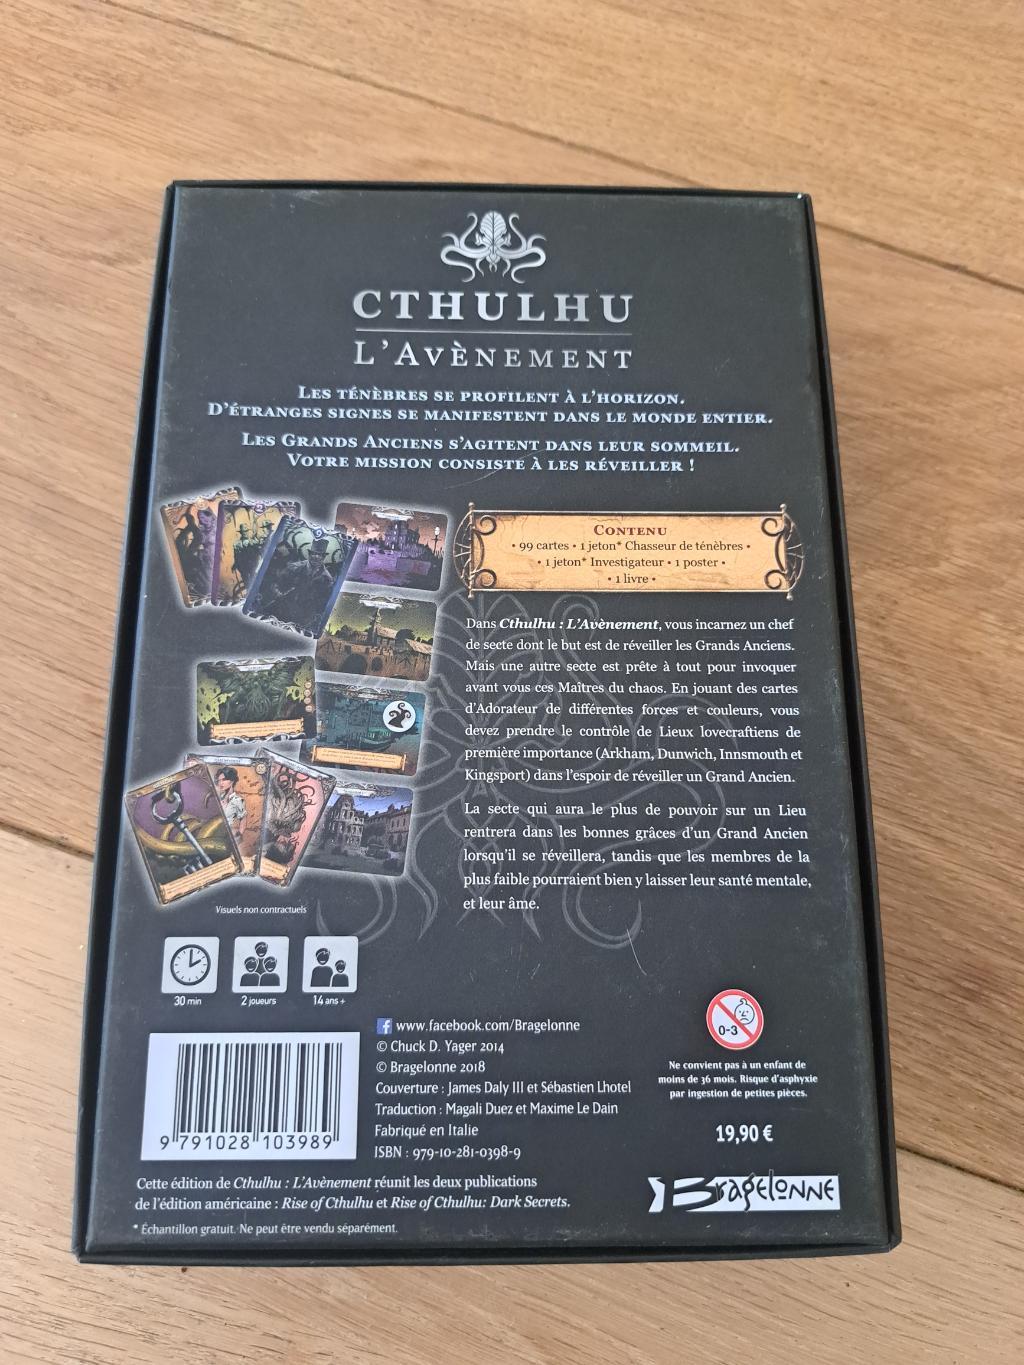 CTHULHU
L'AVÈNEMENT
LES TÉNÈBRES SE PROFILENT À L'HORIZON.
D'ÉTRANGES SIGNES SE MANIFESTENT DANS LE MONDE ENTIER.
LES GRANDS ANCIENS S'AGITENT DANS LEUR SOMMEIL.
VOTRE MISSION CONSISTE À LES RÉVEILLER !
CONTENU
• 99 cartes • 1 jeton* Chasseur de ténèbres •
• 1 jeton* Investigateur • 1 poster •
• 1 livre •
Dans Cthulhu : L'Avènement, vous incarnez un chef
de secte dont le but est de réveiller les Grands Anciens.
Mais une autre secte est prête à tout pour invoquer
avant vous ces Maîtres du chaos. En jouant des cartes
d'Adorateur de différentes forces et couleurs, vous
devez prendre le contrôle de Lieux lovecraftiens de
première importance (Arkham, Dunwich, Innsmouth et
Kingsport) dans l'espoir de réveiller un Grand Ancien.
La secte qui aura le plus de pouvoir sur un Lieu
rentrera dans les bonnes grâces d'un Grand Ancien
lorsqu'il se réveillera, tandis que les membres de la
plus faible pourraient bien y laisser leur santé mentale,
et leur âme.
Visuels non contractuels
30 min
2 joueurs
14 ans +
www.facebook.com/Bragelonne
© Chuck D. Yager 2014
© Bragelonne 2018
Couverture : James Daly III et Sébastien Lhotel
Traduction : Magali Duez et Maxime Le Dain
Fabriqué en Italie
ISBN : 979-10-281-0398-9
9 791028 103989
0-3
Ne convient pas à un enfant de
moins de 36 mois. Risque d'asphyxie
par ingestion de petites pièces.
19,90 €
BRAGELONNE
Cette édition de Cthulhu : L'Avènement réunit les deux publications
de l'édition américaine : Rise of Cthulhu et Rise of Cthulhu: Dark Secrets.
* Échantillon gratuit. Ne peut être vendu séparément.